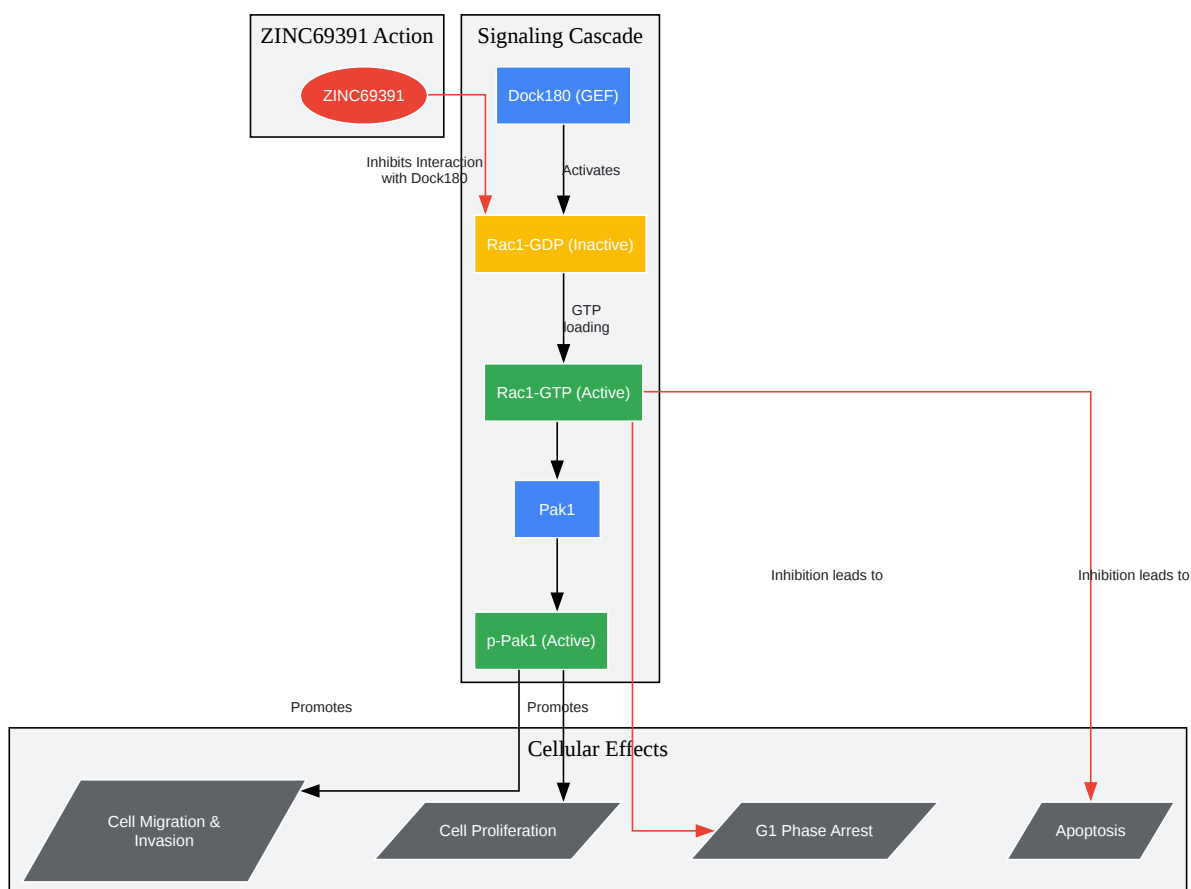 ZINC69391 Action
Signaling Cascade
ZINC69391
Dock180 (GEF)
Inhibits Interaction
with Dock180
Activates
Rac1-GDP (Inactive)
GTP
loading
Rac1-GTP (Active)
Pak1
Inhibition leads to
Inhibition leads to
p-Pak1 (Active)
Promotes
Promotes
Cellular Effects
Cell Migration &
Invasion
Cell Proliferation
G1 Phase Arrest
Apoptosis